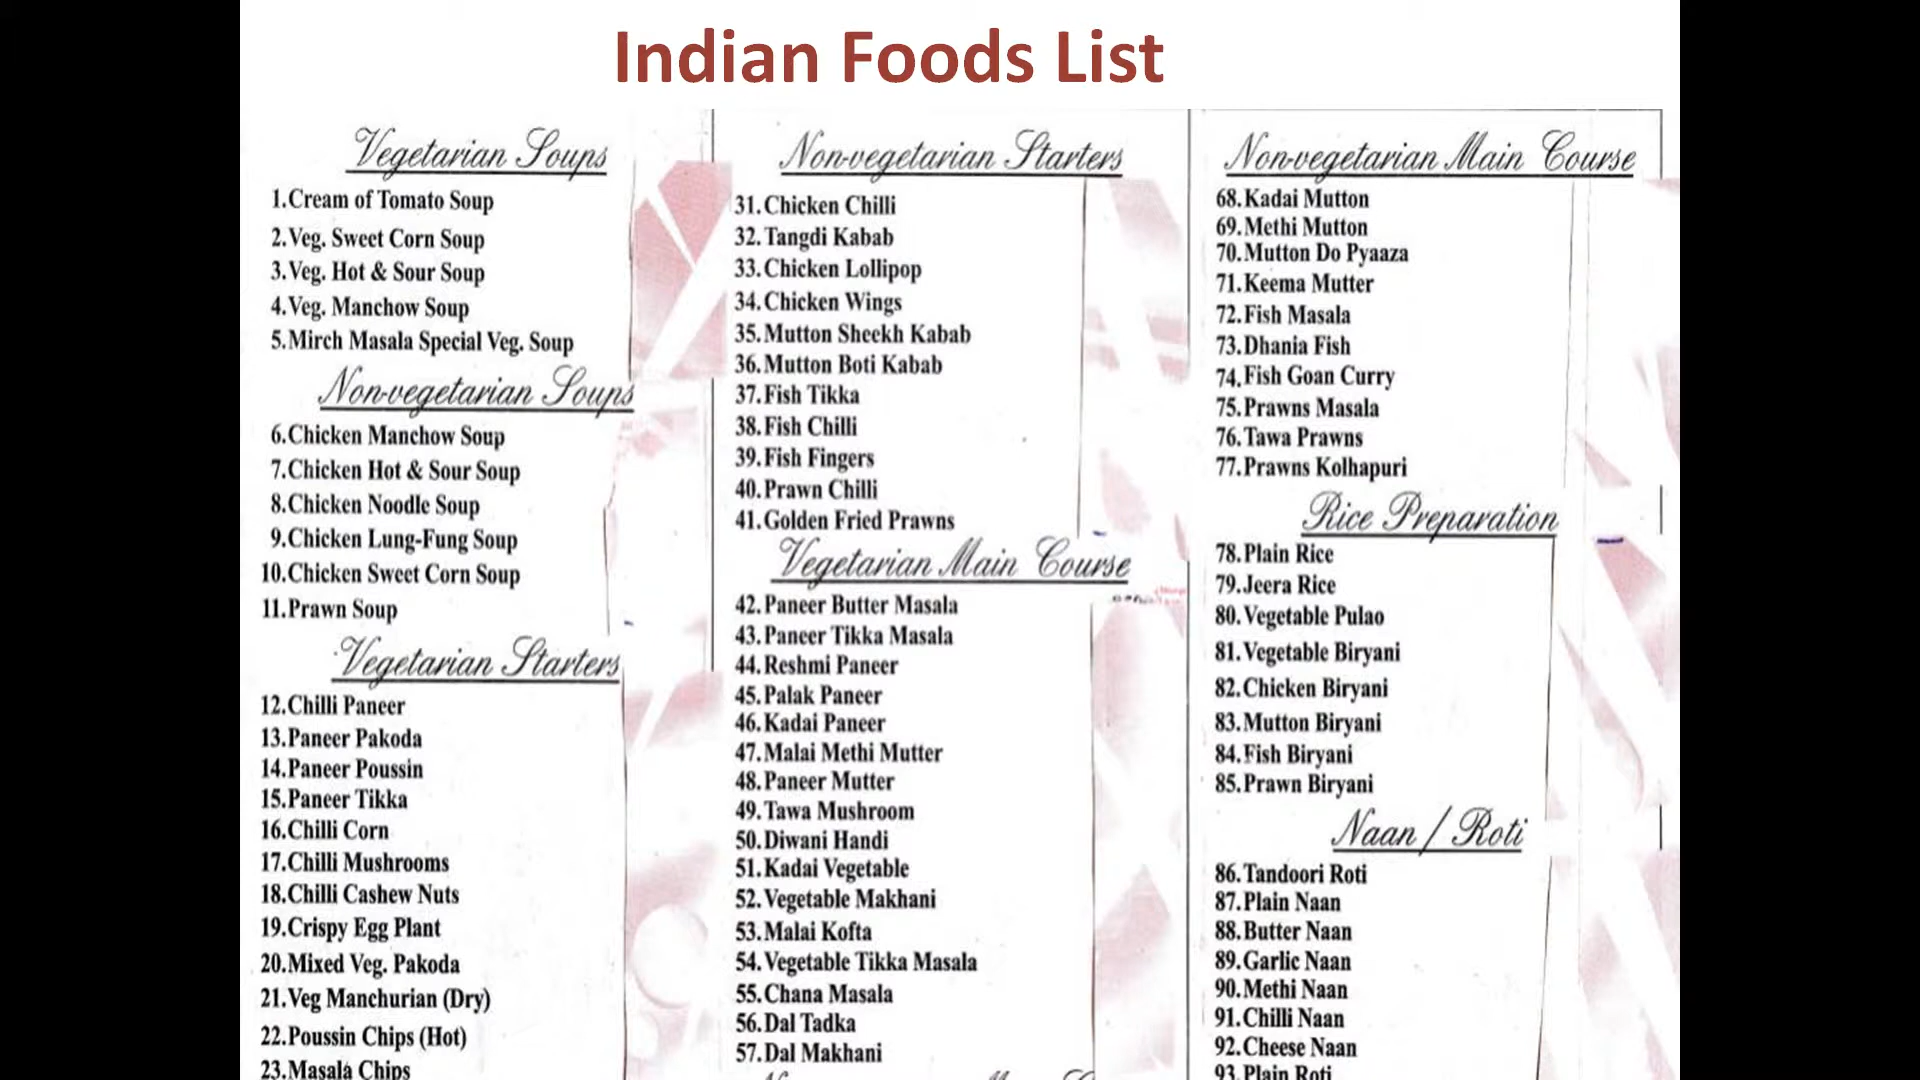 Indian Foods List
Vegetarian Soups
1.Cream of Tomato Soup
2.Veg. Sweet Corn Soup
3.Veg. Hot & Sour Soup
4.Veg. Manchow Soup
5.Mirch Masala Special Veg. Soup
Non-vegetarian Soups
6.Chicken Manchow Soup
7.Chicken Hot & Sour Soup
8.Chicken Noodle Soup
9.Chicken Lung-Fung Soup
10.Chicken Sweet Corn Soup
11.Prawn Soup
Vegetarian Starters
12.Chilli Paneer
13.Paneer Pakoda
14.Paneer Poussin
15.Paneer Tikka
16.Chilli Corn
17.Chilli Mushrooms
18.Chilli Cashew Nuts
19.Crispy Egg Plant
20.Mixed Veg. Pakoda
21.Veg Manchurian (Dry)
22.Poussin Chips (Hot)
23.Masala Chips
Non-vegetarian Starters
31.Chicken Chilli
32.Tangdi Kabab
33.Chicken Lollipop
34.Chicken Wings
35.Mutton Sheekh Kabab
36.Mutton Boti Kabab
37.Fish Tikka
38.Fish Chilli
39.Fish Fingers
40.Prawn Chilli
41.Golden Fried Prawns
Vegetarian Main Course
42.Paneer Butter Masala
43.Paneer Tikka Masala
44.Reshmi Paneer
45.Palak Paneer
46.Kadai Paneer
47.Malai Methi Mutter
48.Paneer Mutter
49.Tawa Mushroom
50.Diwani Handi
51.Kadai Vegetable
52.Vegetable Makhani
53.Malai Kofta
54.Vegetable Tikka Masala
55.Chana Masala
56.Dal Tadka
57.Dal Makhani
Non-vegetarian Main Course
68.Kadai Mutton
69.Methi Mutton
70.Mutton Do Pyaaza
71.Keema Mutter
72.Fish Masala
73.Dhania Fish
74.Fish Goan Curry
75.Prawns Masala
76.Tawa Prawns
77.Prawns Kolhapuri
Rice Preparation
78.Plain Rice
79.Jeera Rice
80.Vegetable Pulao
81.Vegetable Biryani
82.Chicken Biryani
83.Mutton Biryani
84.Fish Biryani
85.Prawn Biryani
Naan / Roti
86.Tandoori Roti
87.Plain Naan
88.Butter Naan
89.Garlic Naan
90.Methi Naan
91.Chilli Naan
92.Cheese Naan
93.Plain Roti